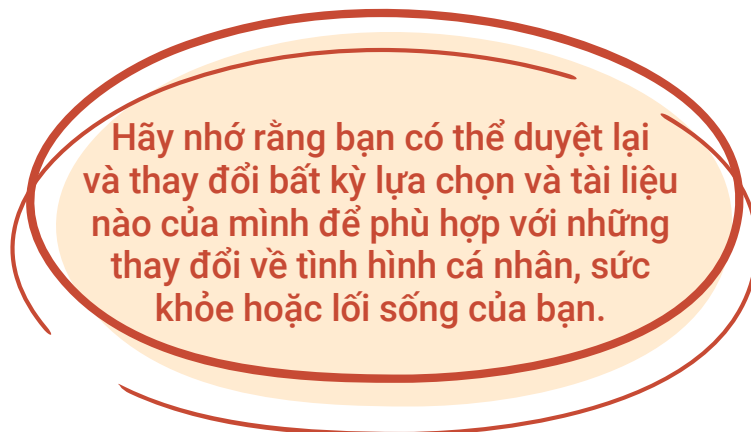 Hãy nhớ rằng bạn có thể duyệt lại
và thay đổi bất kỳ lựa chọn và tài liệu
nào của mình để phù hợp với những
thay đổi về tình hình cá nhân, sức
khỏe hoặc lối sống của bạn.